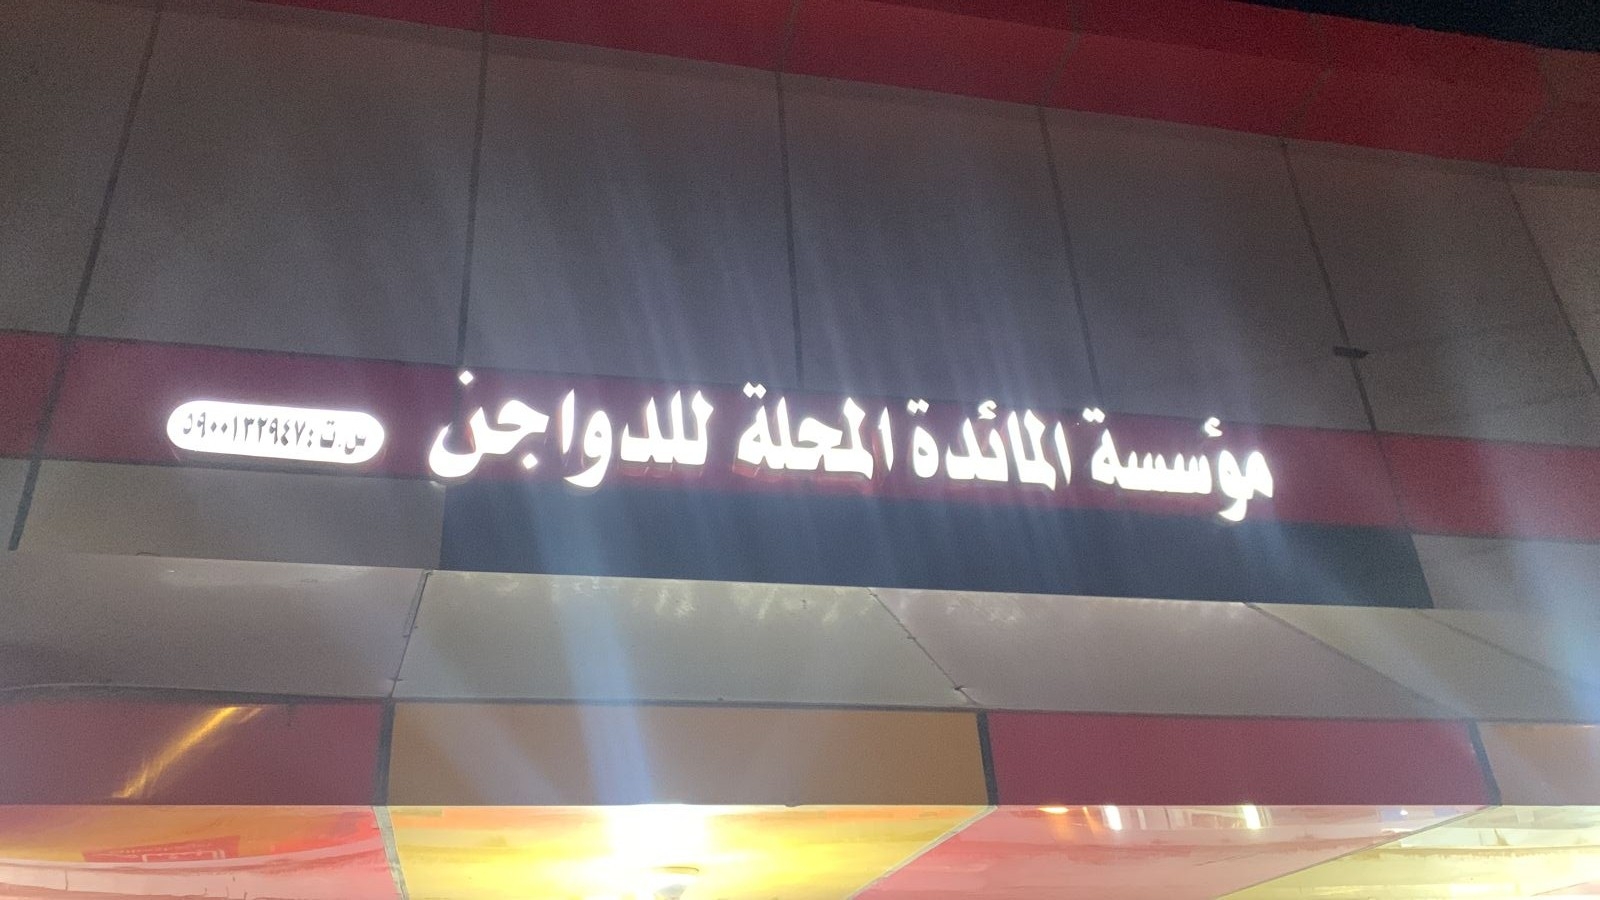 مؤسسة المائدة المحلة للدواجن
س.ت : ٥٩٠٠١٣٢٩٤٧